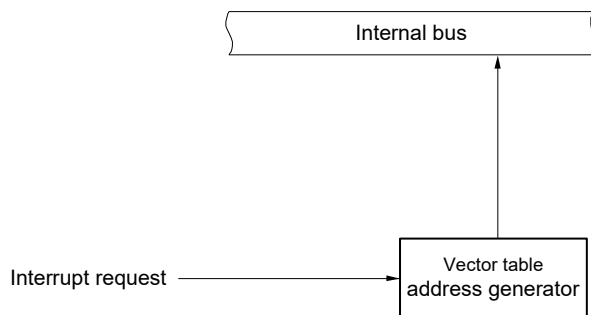 Internal bus
Interrupt request
Vector table
address generator